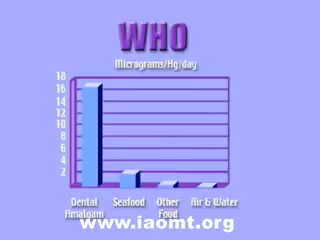 WHO
Micrograms/Hg/day
18
16
14
12
10
8
6
4
2
Dental Amalgam
Seafood
Other Food
Air & Water
www.iaomt.org